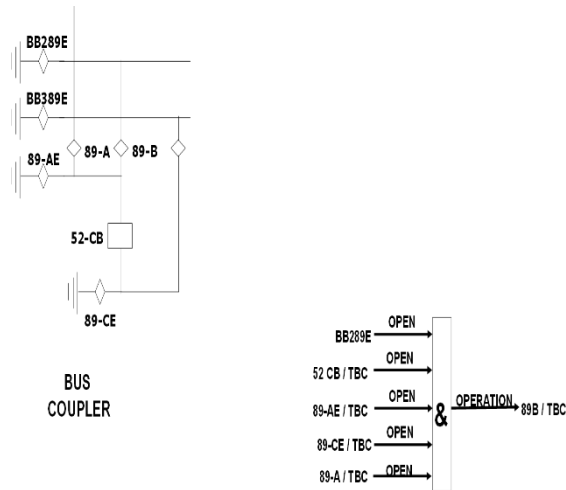 BB289E
BB389E
89-AE
89-A
89-B
52-CB
89-CE
BUS
COUPLER
BB289E OPEN
52 CB / TBC OPEN
89-AE / TBC OPEN
89-CE / TBC OPEN
89-A / TBC OPEN
&
OPERATION 89B / TBC